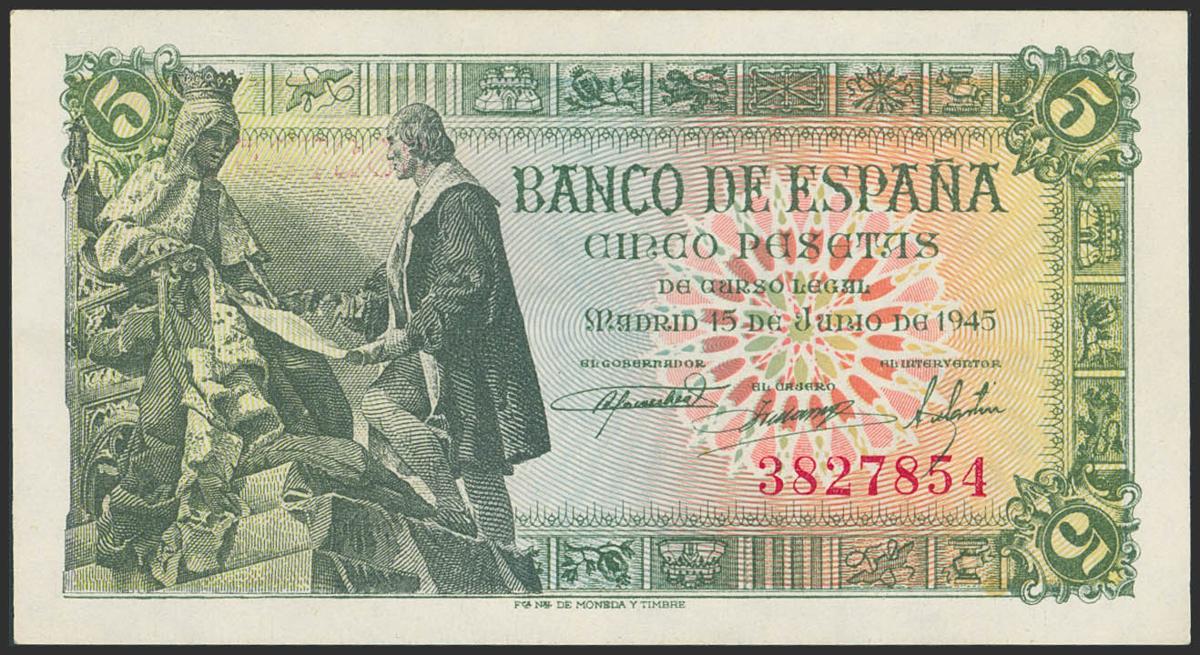 5
5
BANCO DE ESPAÑA
CINCO PESETAS
DE CURSO LEGAL
MADRID 15 DE JUNIO DE 1945
EL GOBERNADOR
EL INTERVENTOR
EL CAJERO
3827854
5
FCA NAL DE MONEDA Y TIMBRE